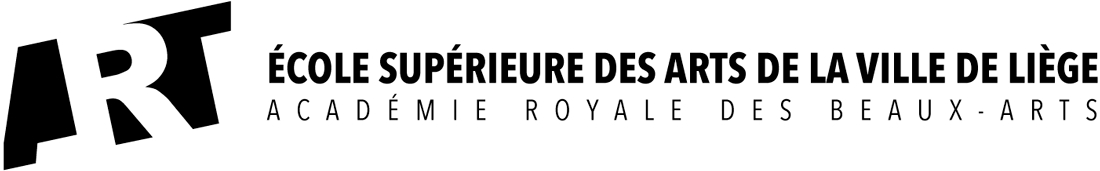 ART
ÉCOLE SUPÉRIEURE DES ARTS DE LA VILLE DE LIÈGE
ACADÉMIE ROYALE DES BEAUX-ARTS